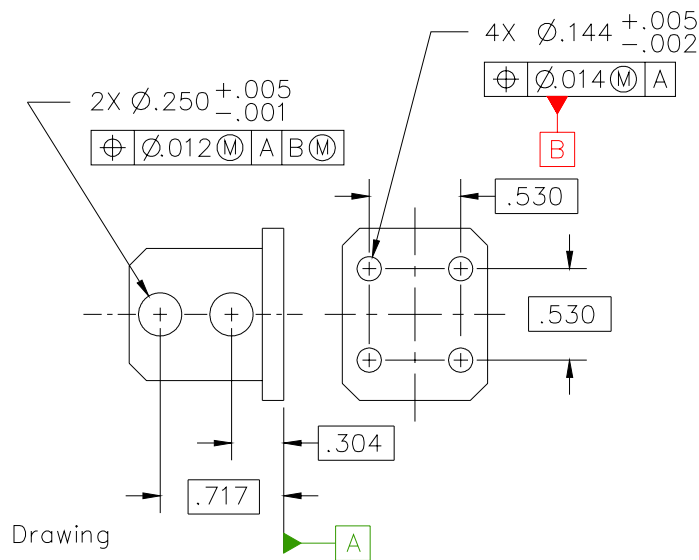 4X Ø.144 +.005
-.002
⌖ Ø.014 Ⓜ A
B
2X Ø.250 +.005
-.001
⌖ Ø.012 Ⓜ A B Ⓜ
.530
.530
.304
.717
Drawing
A